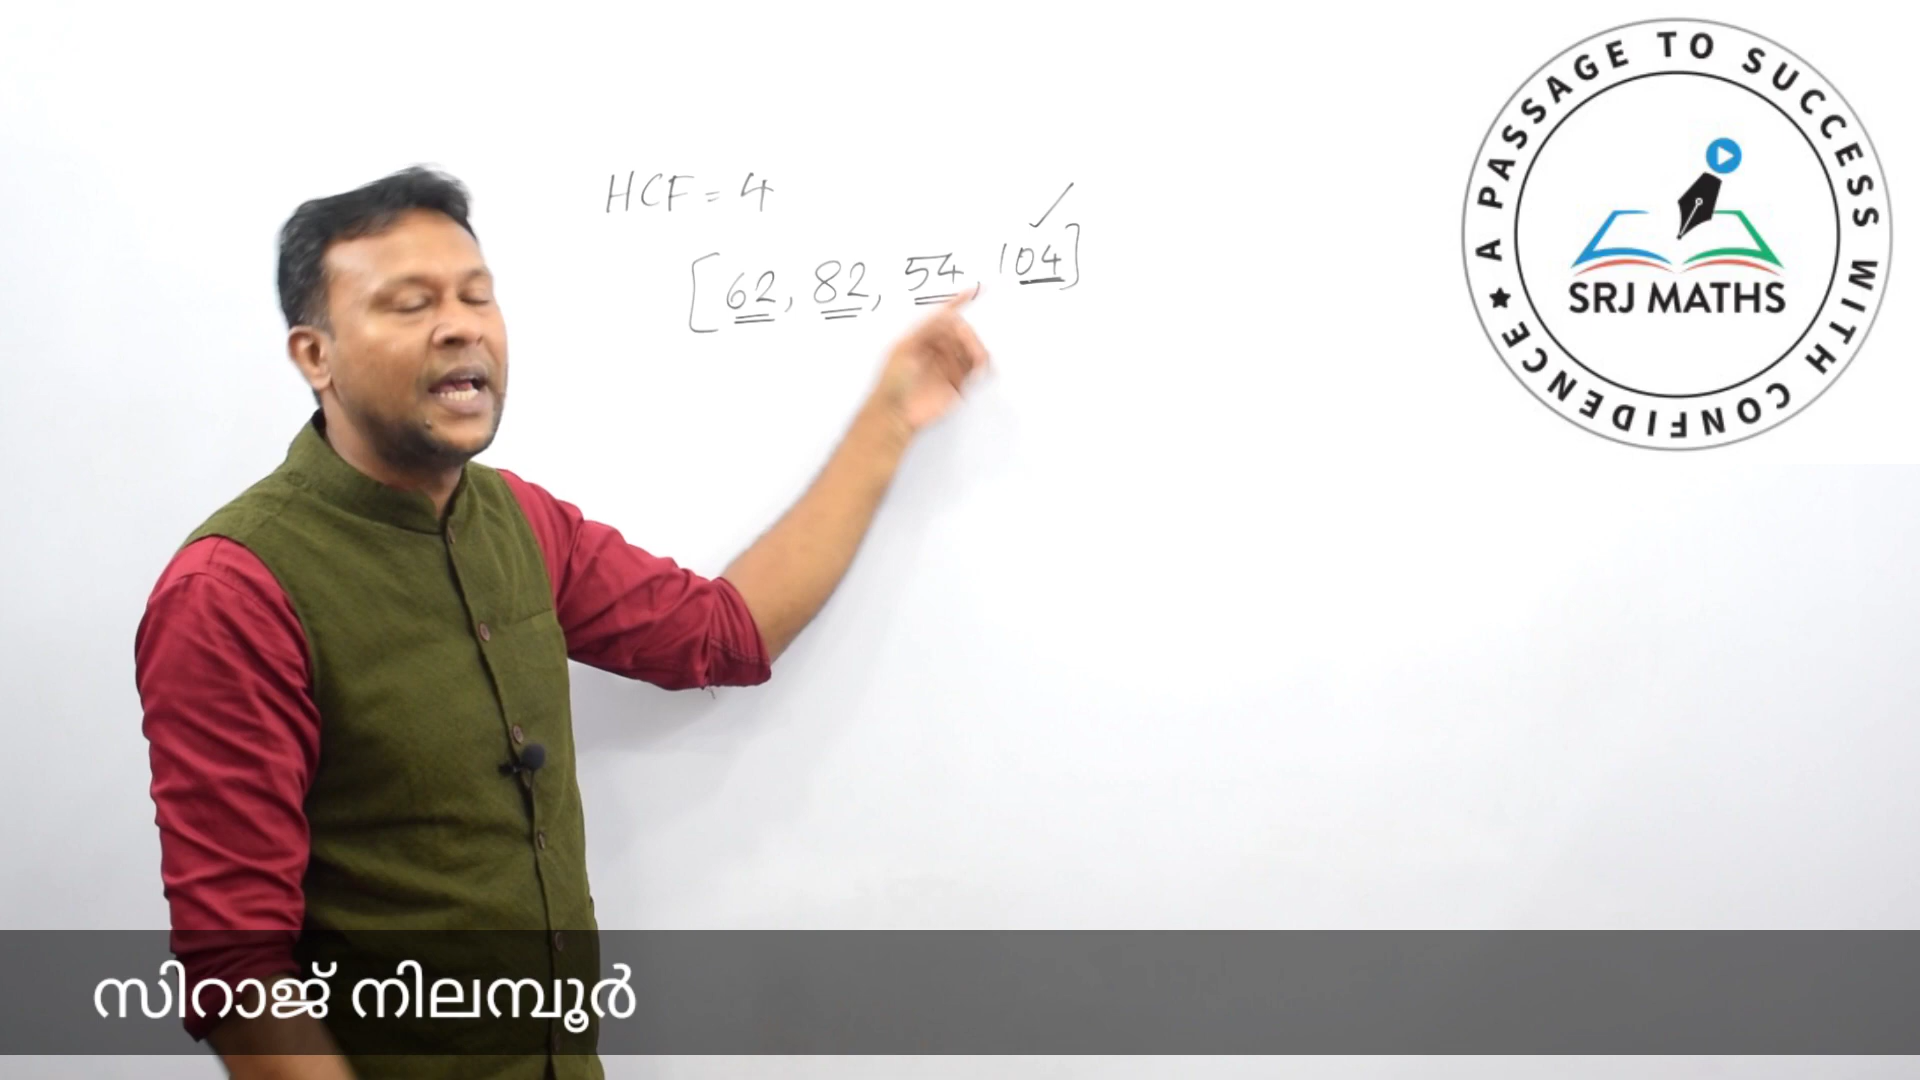 HCF = 4
[62, 82, 54, 104]
A PASSAGE TO SUCCESS WITH CONFIDENCE
SRJ MATHS
സിറാജ് നിലമ്പൂർ